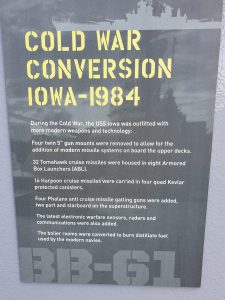 COLD WAR
CONVERSION
IOWA-1984
During the Cold War, the USS Iowa was outfitted with
more modern weapons and technology:
Four twin 5" gun mounts were removed to allow for the
addition of modern missile systems on board the upper decks.
32 Tomahawk cruise missiles were housed in eight Armored
Box Launchers (ABL).
16 Harpoon cruise missiles were carried in four quad Kevlar
protected canisters.
Four Phalanx anti cruise missile gatling guns were added,
two port and starboard on the superstructure.
The latest electronic warfare sensors, radars and
communications were also added.
The boiler rooms were converted to burn distillate fuel
used by the modern navies.
BB-61